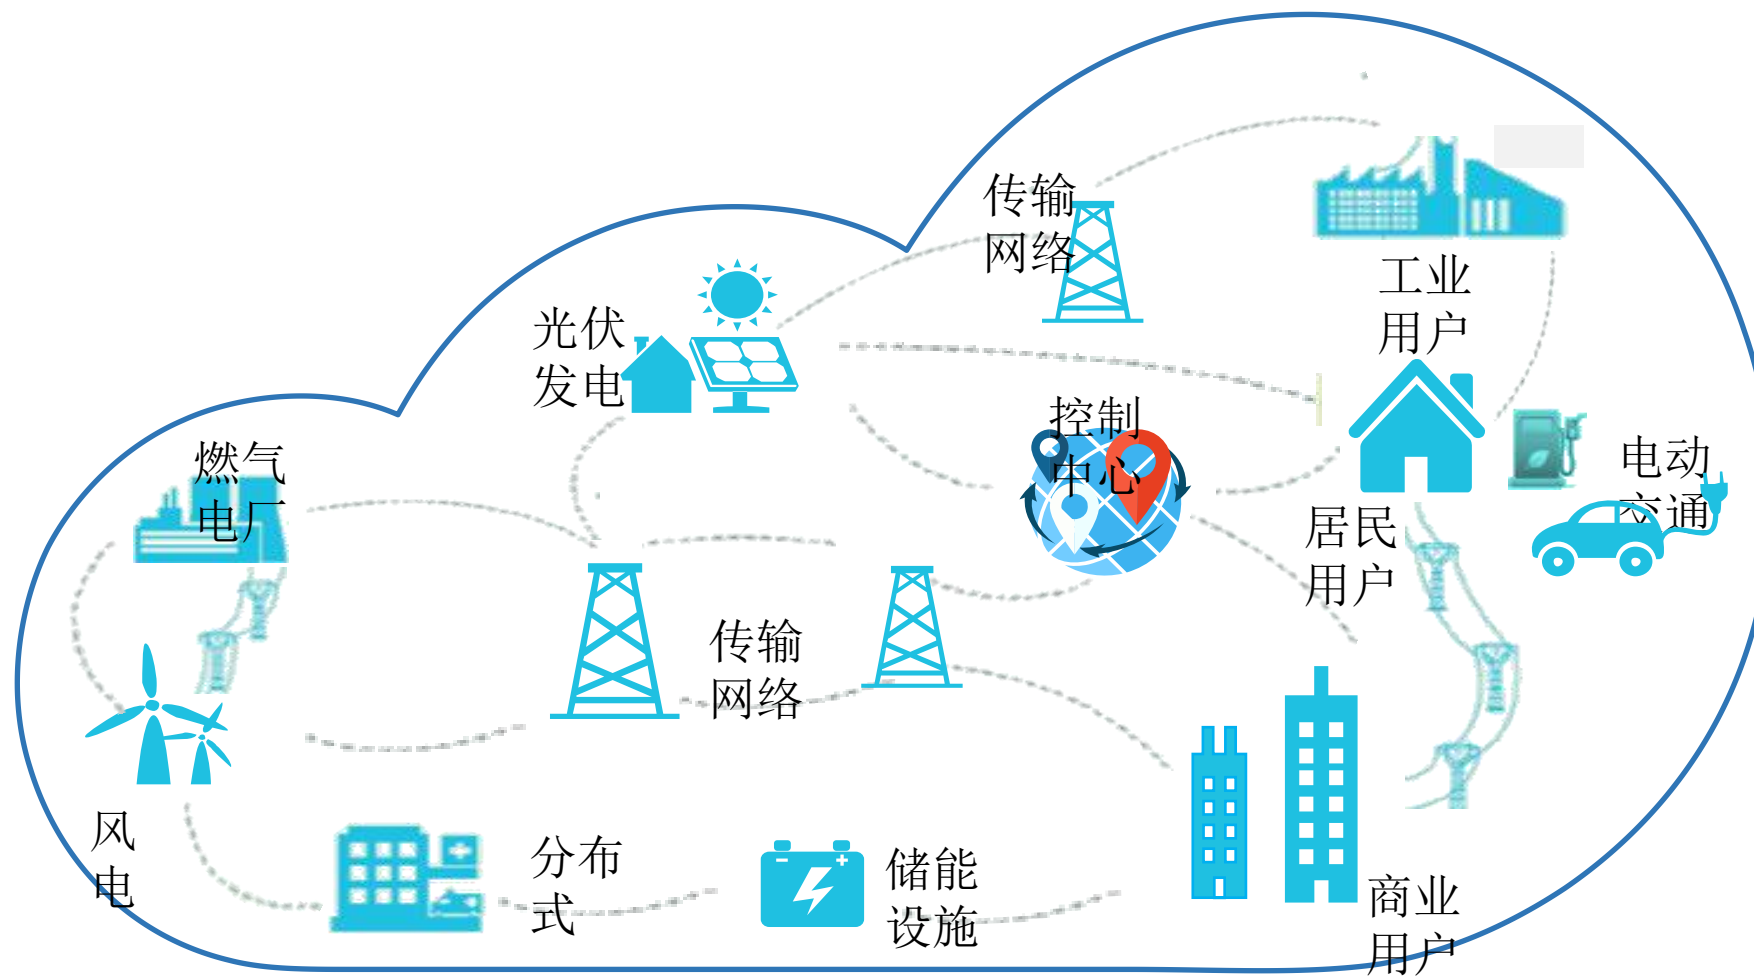 传输
网络
工业
用户
光伏
发电
控制
中心
电动
交通
燃气
电厂
居民
用户
传输
网络
风
电
分布
式
储能
设施
商业
用户